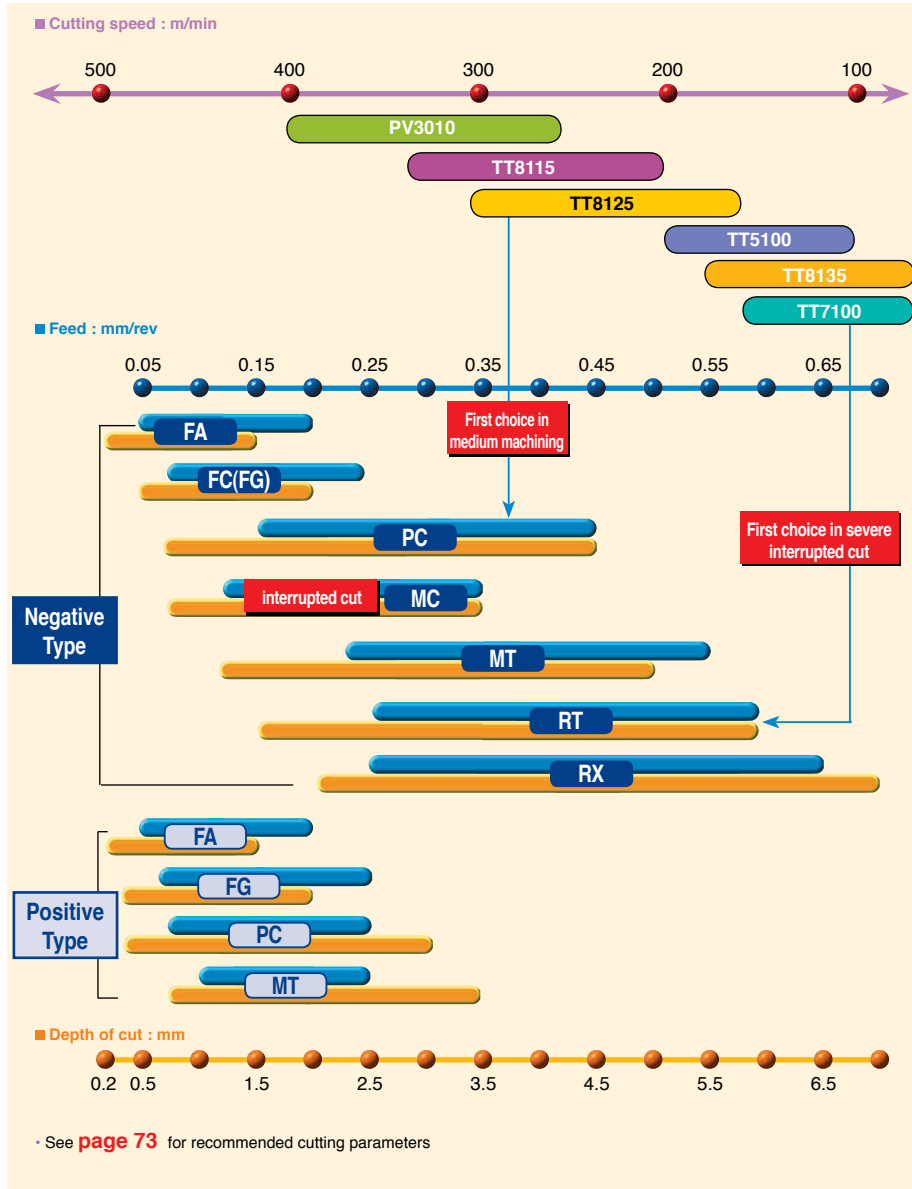 Cutting speed : m/min
500 400 300 200 100
PV3010
TT8115
TT8125
TT5100
TT8135
TT7100
Feed : mm/rev
0.05 0.15 0.25 0.35 0.45 0.55 0.65
First choice in
medium machining
FA
FC(FG)
PC
First choice in severe
interrupted cut
interrupted cut
MC
Negative
Type
MT
RT
RX
FA
FG
Positive
Type
PC
MT
Depth of cut : mm
0.2 0.5 1.5 2.5 3.5 4.5 5.5 6.5
• See page 73 for recommended cutting parameters